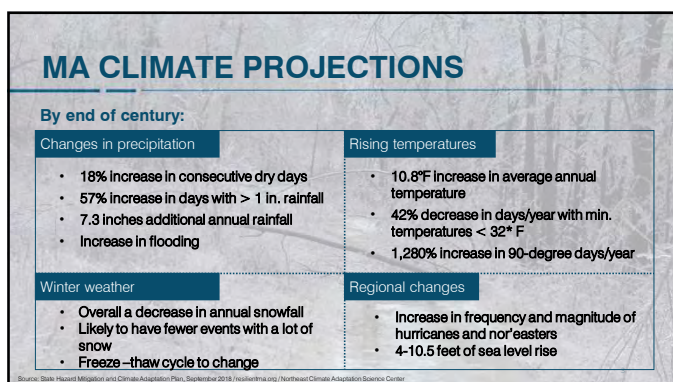 MA CLIMATE PROJECTIONS
By end of century:
Changes in precipitation
• 18% increase in consecutive dry days
• 57% increase in days with > 1 in. rainfall
• 7.3 inches additional annual rainfall
• Increase in flooding
Rising temperatures
• 10.8°F increase in average annual
temperature
• 42% decrease in days/year with min.
temperatures < 32* F
• 1,280% increase in 90-degree days/year
Winter weather
• Overall a decrease in annual snowfall
• Likely to have fewer events with a lot of
snow
• Freeze –thaw cycle to change
Regional changes
• Increase in frequency and magnitude of
hurricanes and nor'easters
• 4-10.5 feet of sea level rise
Source: State Hazard Mitigation and Climate Adaptation Plan, September 2018 / resilientma.org / Northeast Climate Adaptation Science Center